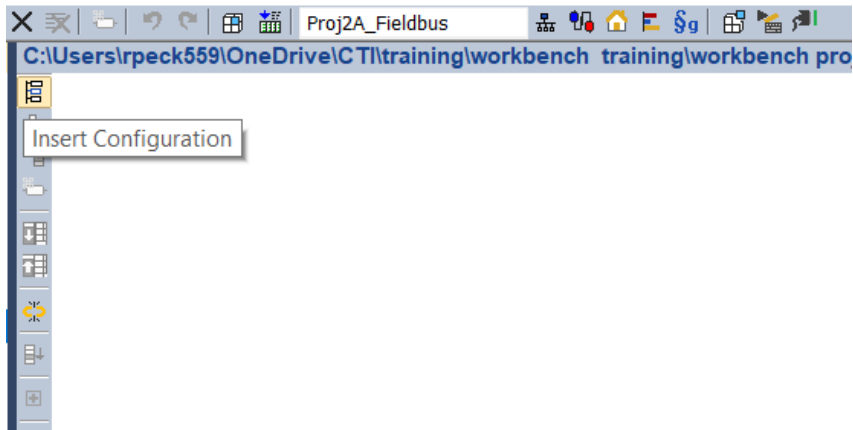 Proj2A_Fieldbus
C:\Users\rpeck559\OneDrive\CTI\training\workbench  training\workbench pro
Insert Configuration